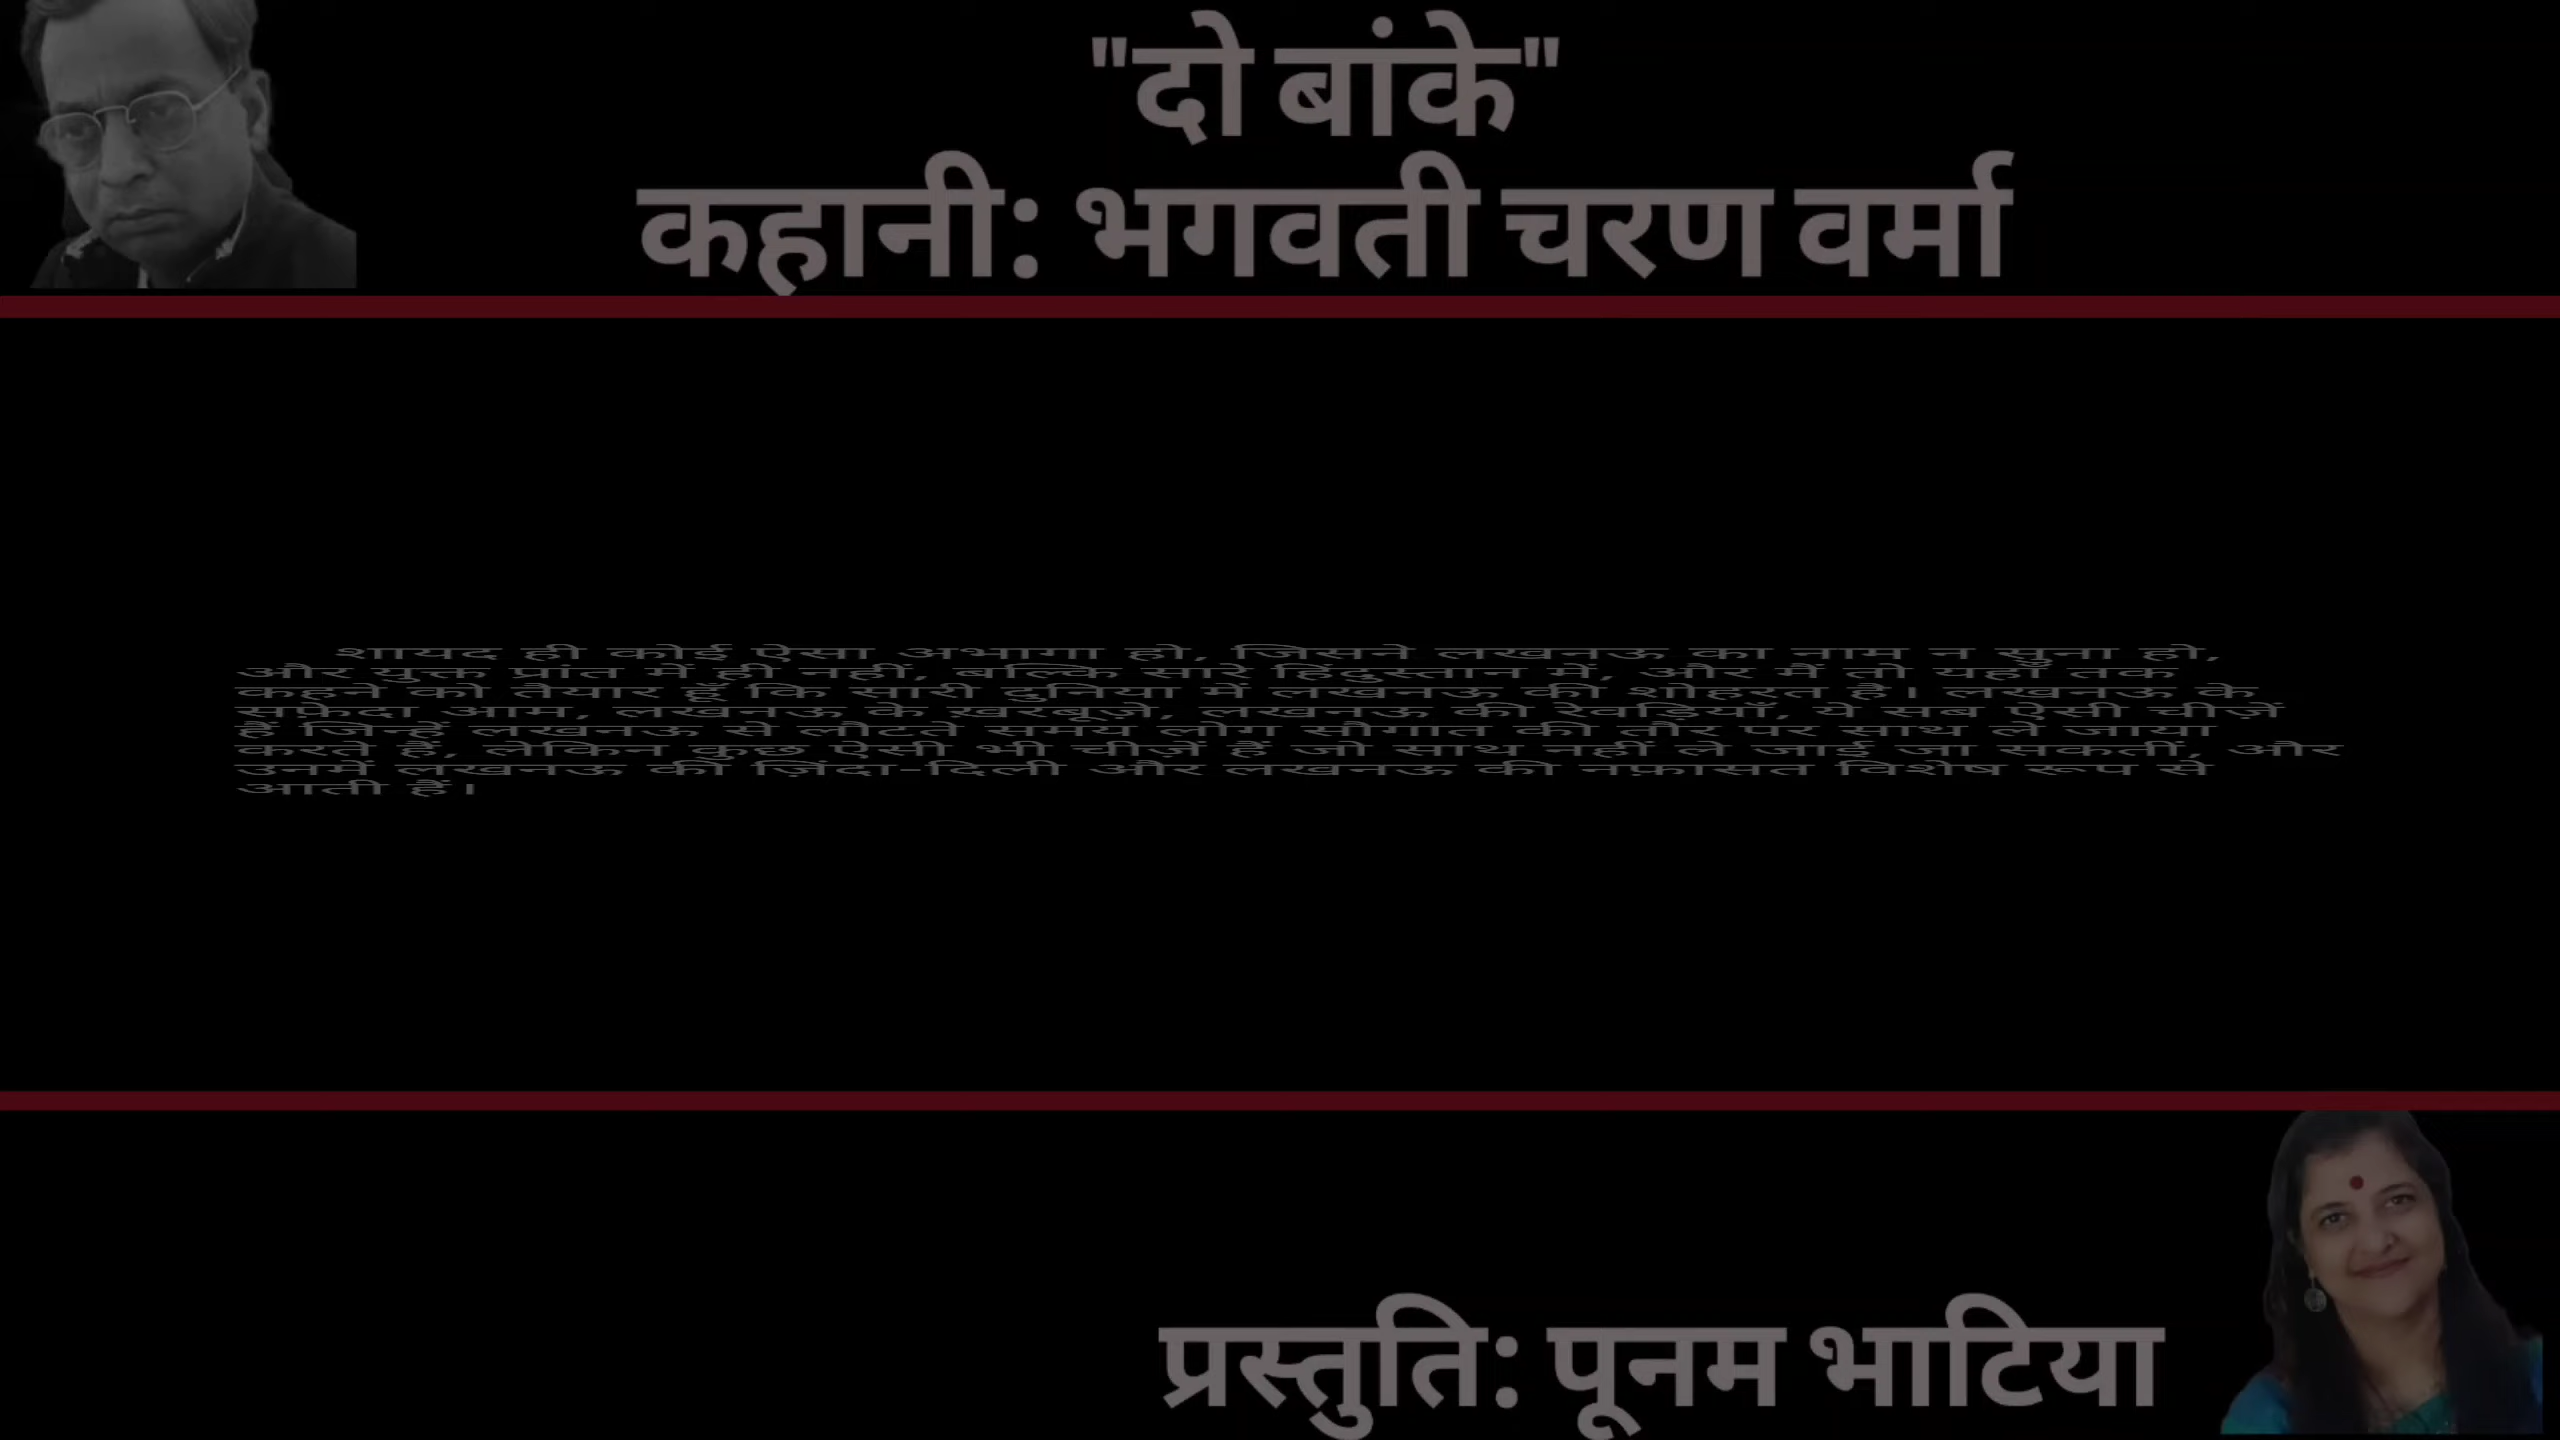 "दो बांके"
कहानी: भगवती चरण वर्मा
शायद ही कोई ऐसा अभागा हो, जिसने लखनऊ का नाम न सुना हो,
और युक्त प्रांत में ही नहीं, बल्कि सारे हिंदुस्तान में, और मैं तो यहाँ तक
कहने को तैयार हूँ कि सारी दुनिया में लखनऊ की शोहरत है। लखनऊ के
सफ़ेदा आम, लखनऊ के ख़रबूज़े, लखनऊ की रेवड़ियाँ, ये सब ऐसी चीज़ें
हैं जिन्हें लखनऊ से लौटते समय लोग सौगात की तौर पर साथ ले जाया
करते हैं, लेकिन कुछ ऐसी भी चीज़ें हैं जो साथ नहीं ले जाई जा सकतीं, और
उनमें लखनऊ की ज़िंदा-दिली और लखनऊ की नफ़ासत विशेष रूप से
आती हैं।
प्रस्तुति: पूनम भाटिया